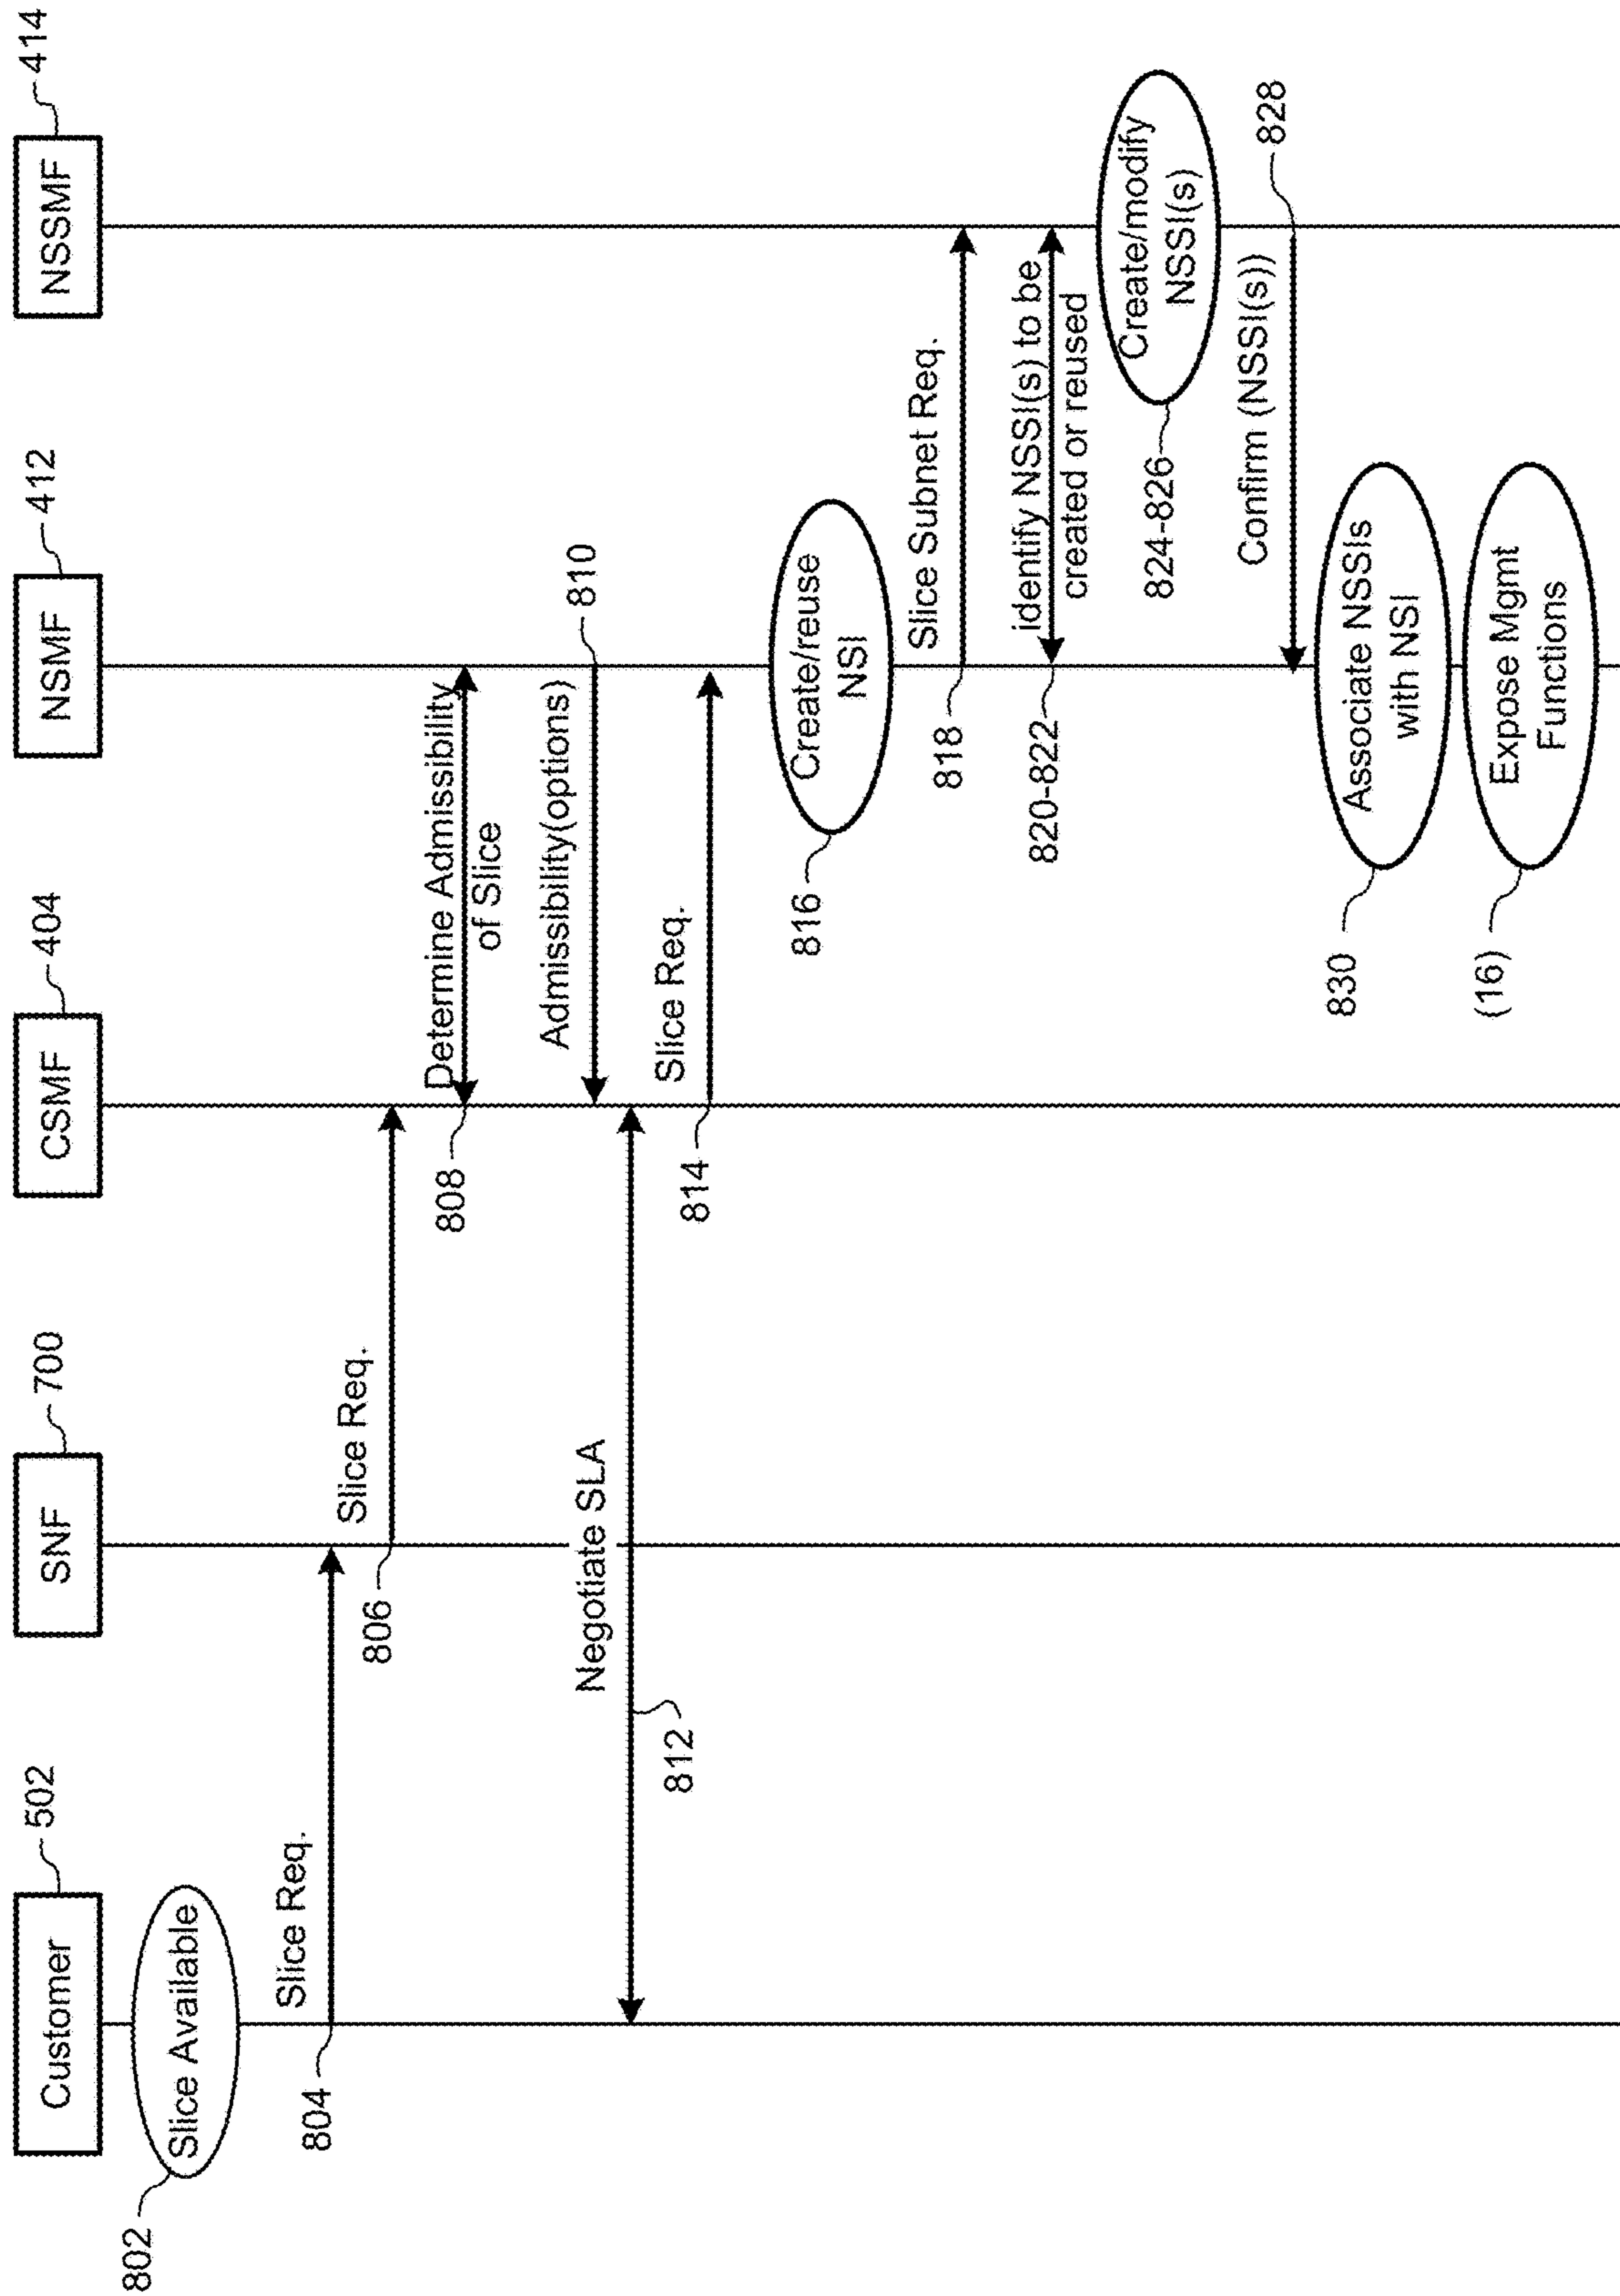 Customer
502
SNF
700
CSMF
404
NSMF
412
NSSMF
414
802
Slice Available
804
Slice Req.
806
Slice Req.
808
Determine Admissibility
of Slice
810
Admissibility(options)
Negotiate SLA
812
814
Slice Req.
816
Create/reuse
NSI
818
Slice Subnet Req.
820-822
identify NSSI(s) to be
created or reused
824-826
Create/modify
NSSI(s)
Confirm (NSSI(s))
828
830
Associate NSSIs
with NSI
(16)
Expose Mgmt
Functions